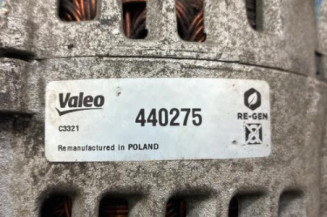 Valeo
440275
RE-GEN
C3321
Remanufactured in POLAND